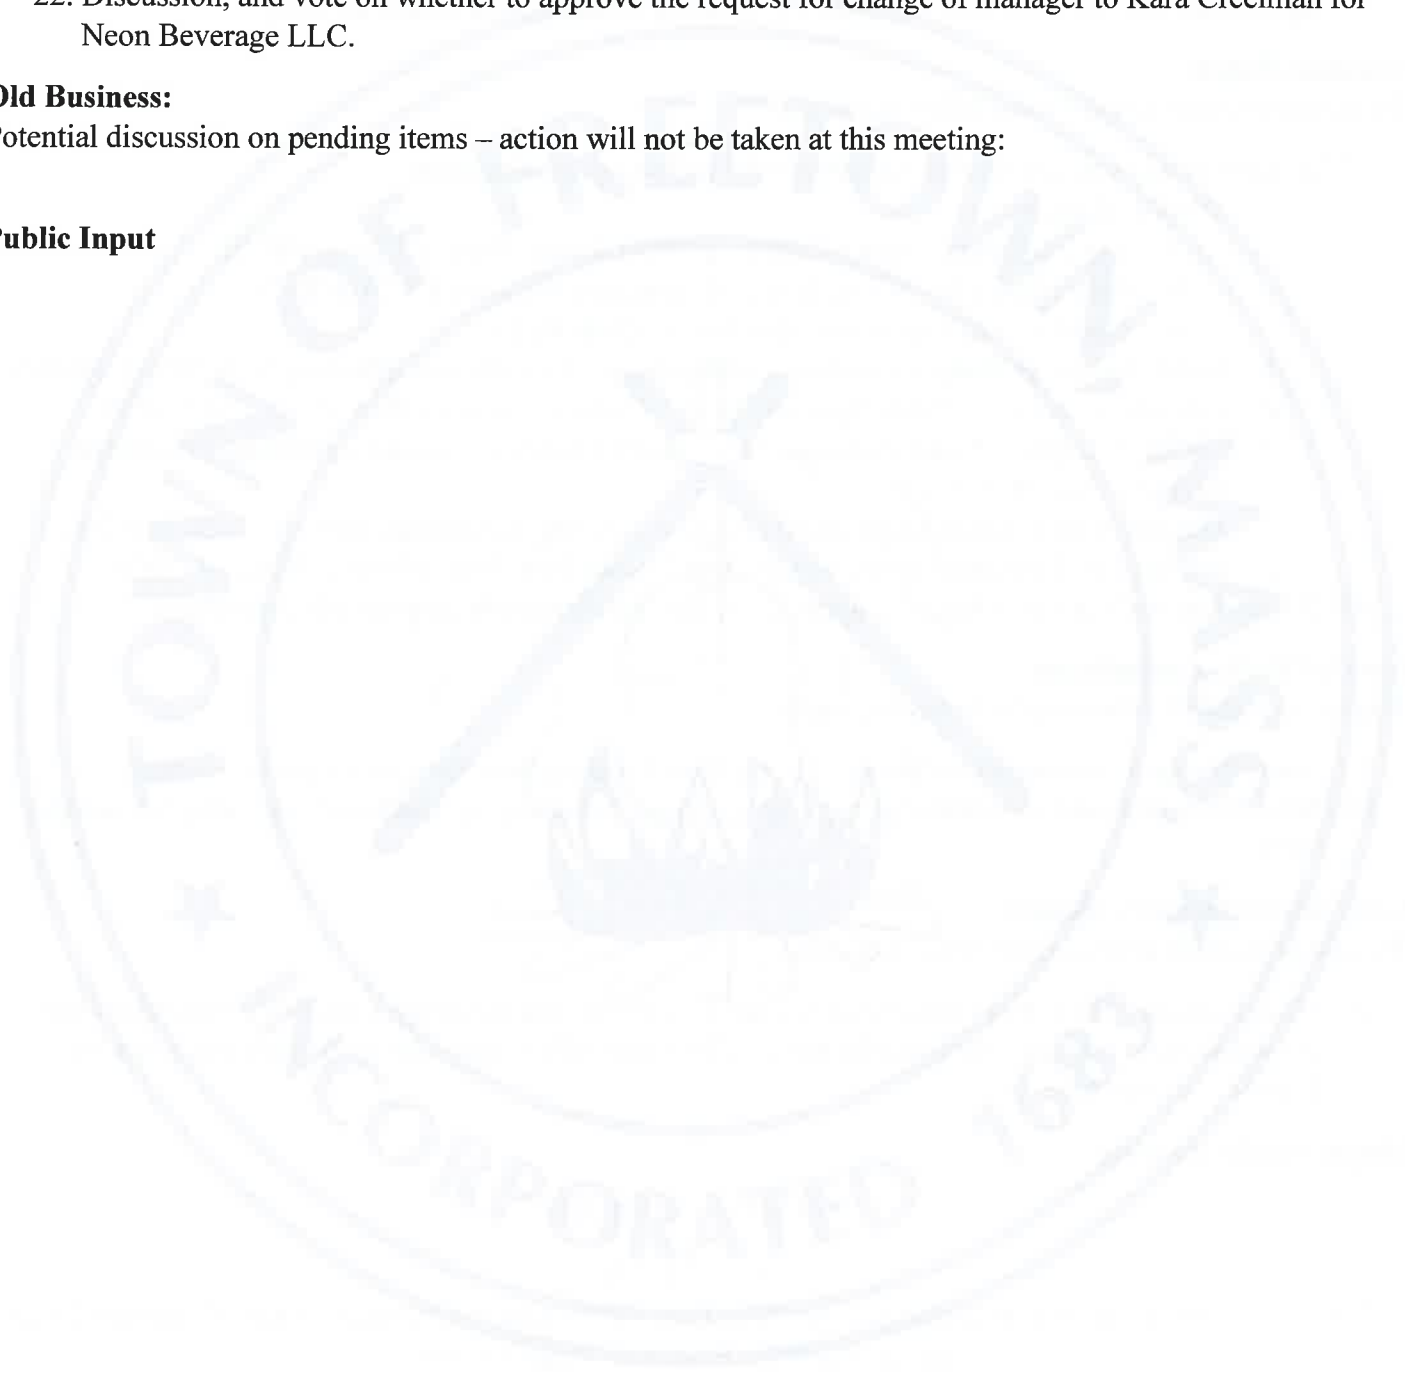 22. Discussion, and vote on whether to approve the request for change of manager to Kara Creelman for
Neon Beverage LLC.
Old Business:
Potential discussion on pending items – action will not be taken at this meeting:
Public Input
TOWN OF FREETOWN, MASS.
INCORPORATED 1683